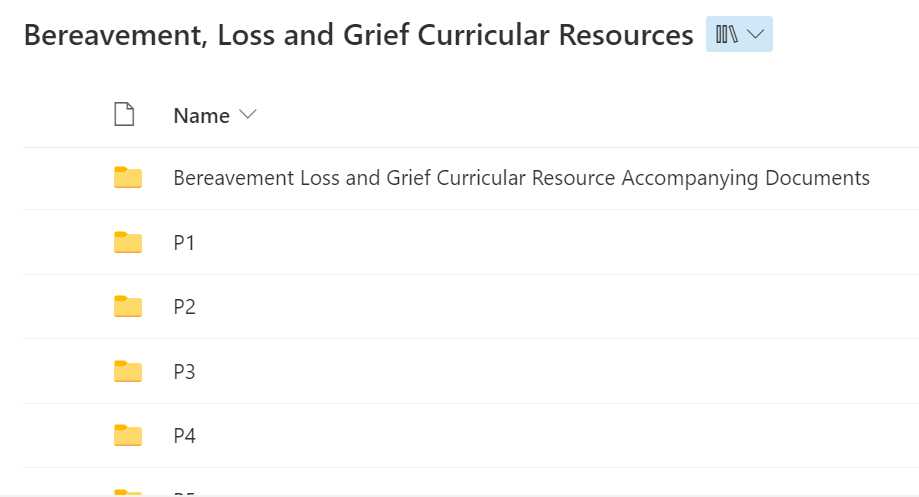 Bereavement, Loss and Grief Curricular Resources
Name
Bereavement Loss and Grief Curricular Resource Accompanying Documents
P1
P2
P3
P4